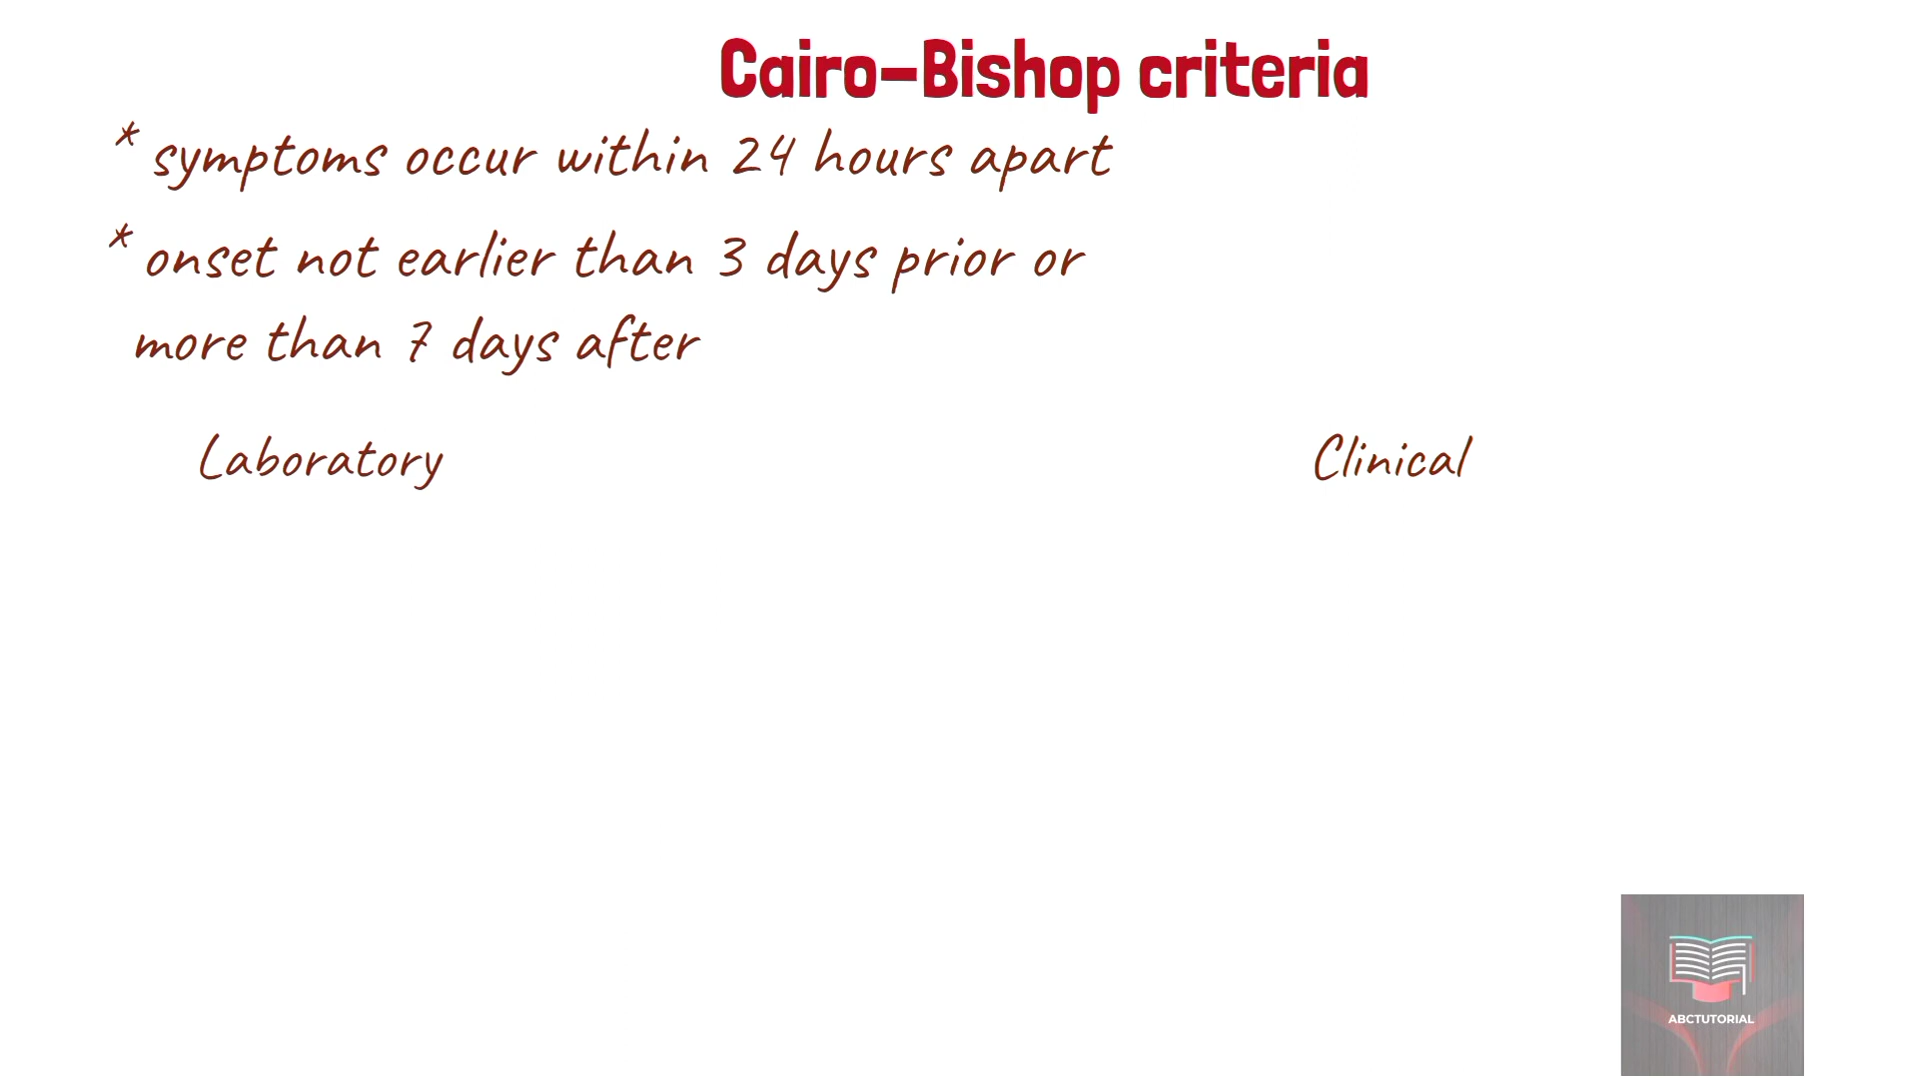 Cairo-Bishop criteria
* symptoms occur within 24 hours apart
* onset not earlier than 3 days prior or
more than 7 days after
Laboratory
Clinical
ABCTUTORIAL